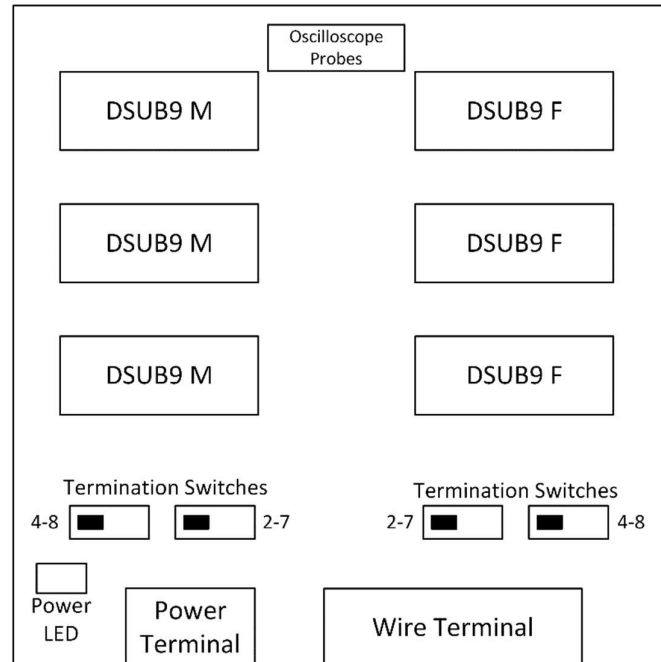 Oscilloscope
Probes
DSUB9 M
DSUB9 F
DSUB9 M
DSUB9 F
DSUB9 M
DSUB9 F
Termination Switches
Termination Switches
4-8
2-7
2-7
4-8
Power
LED
Power
Terminal
Wire Terminal